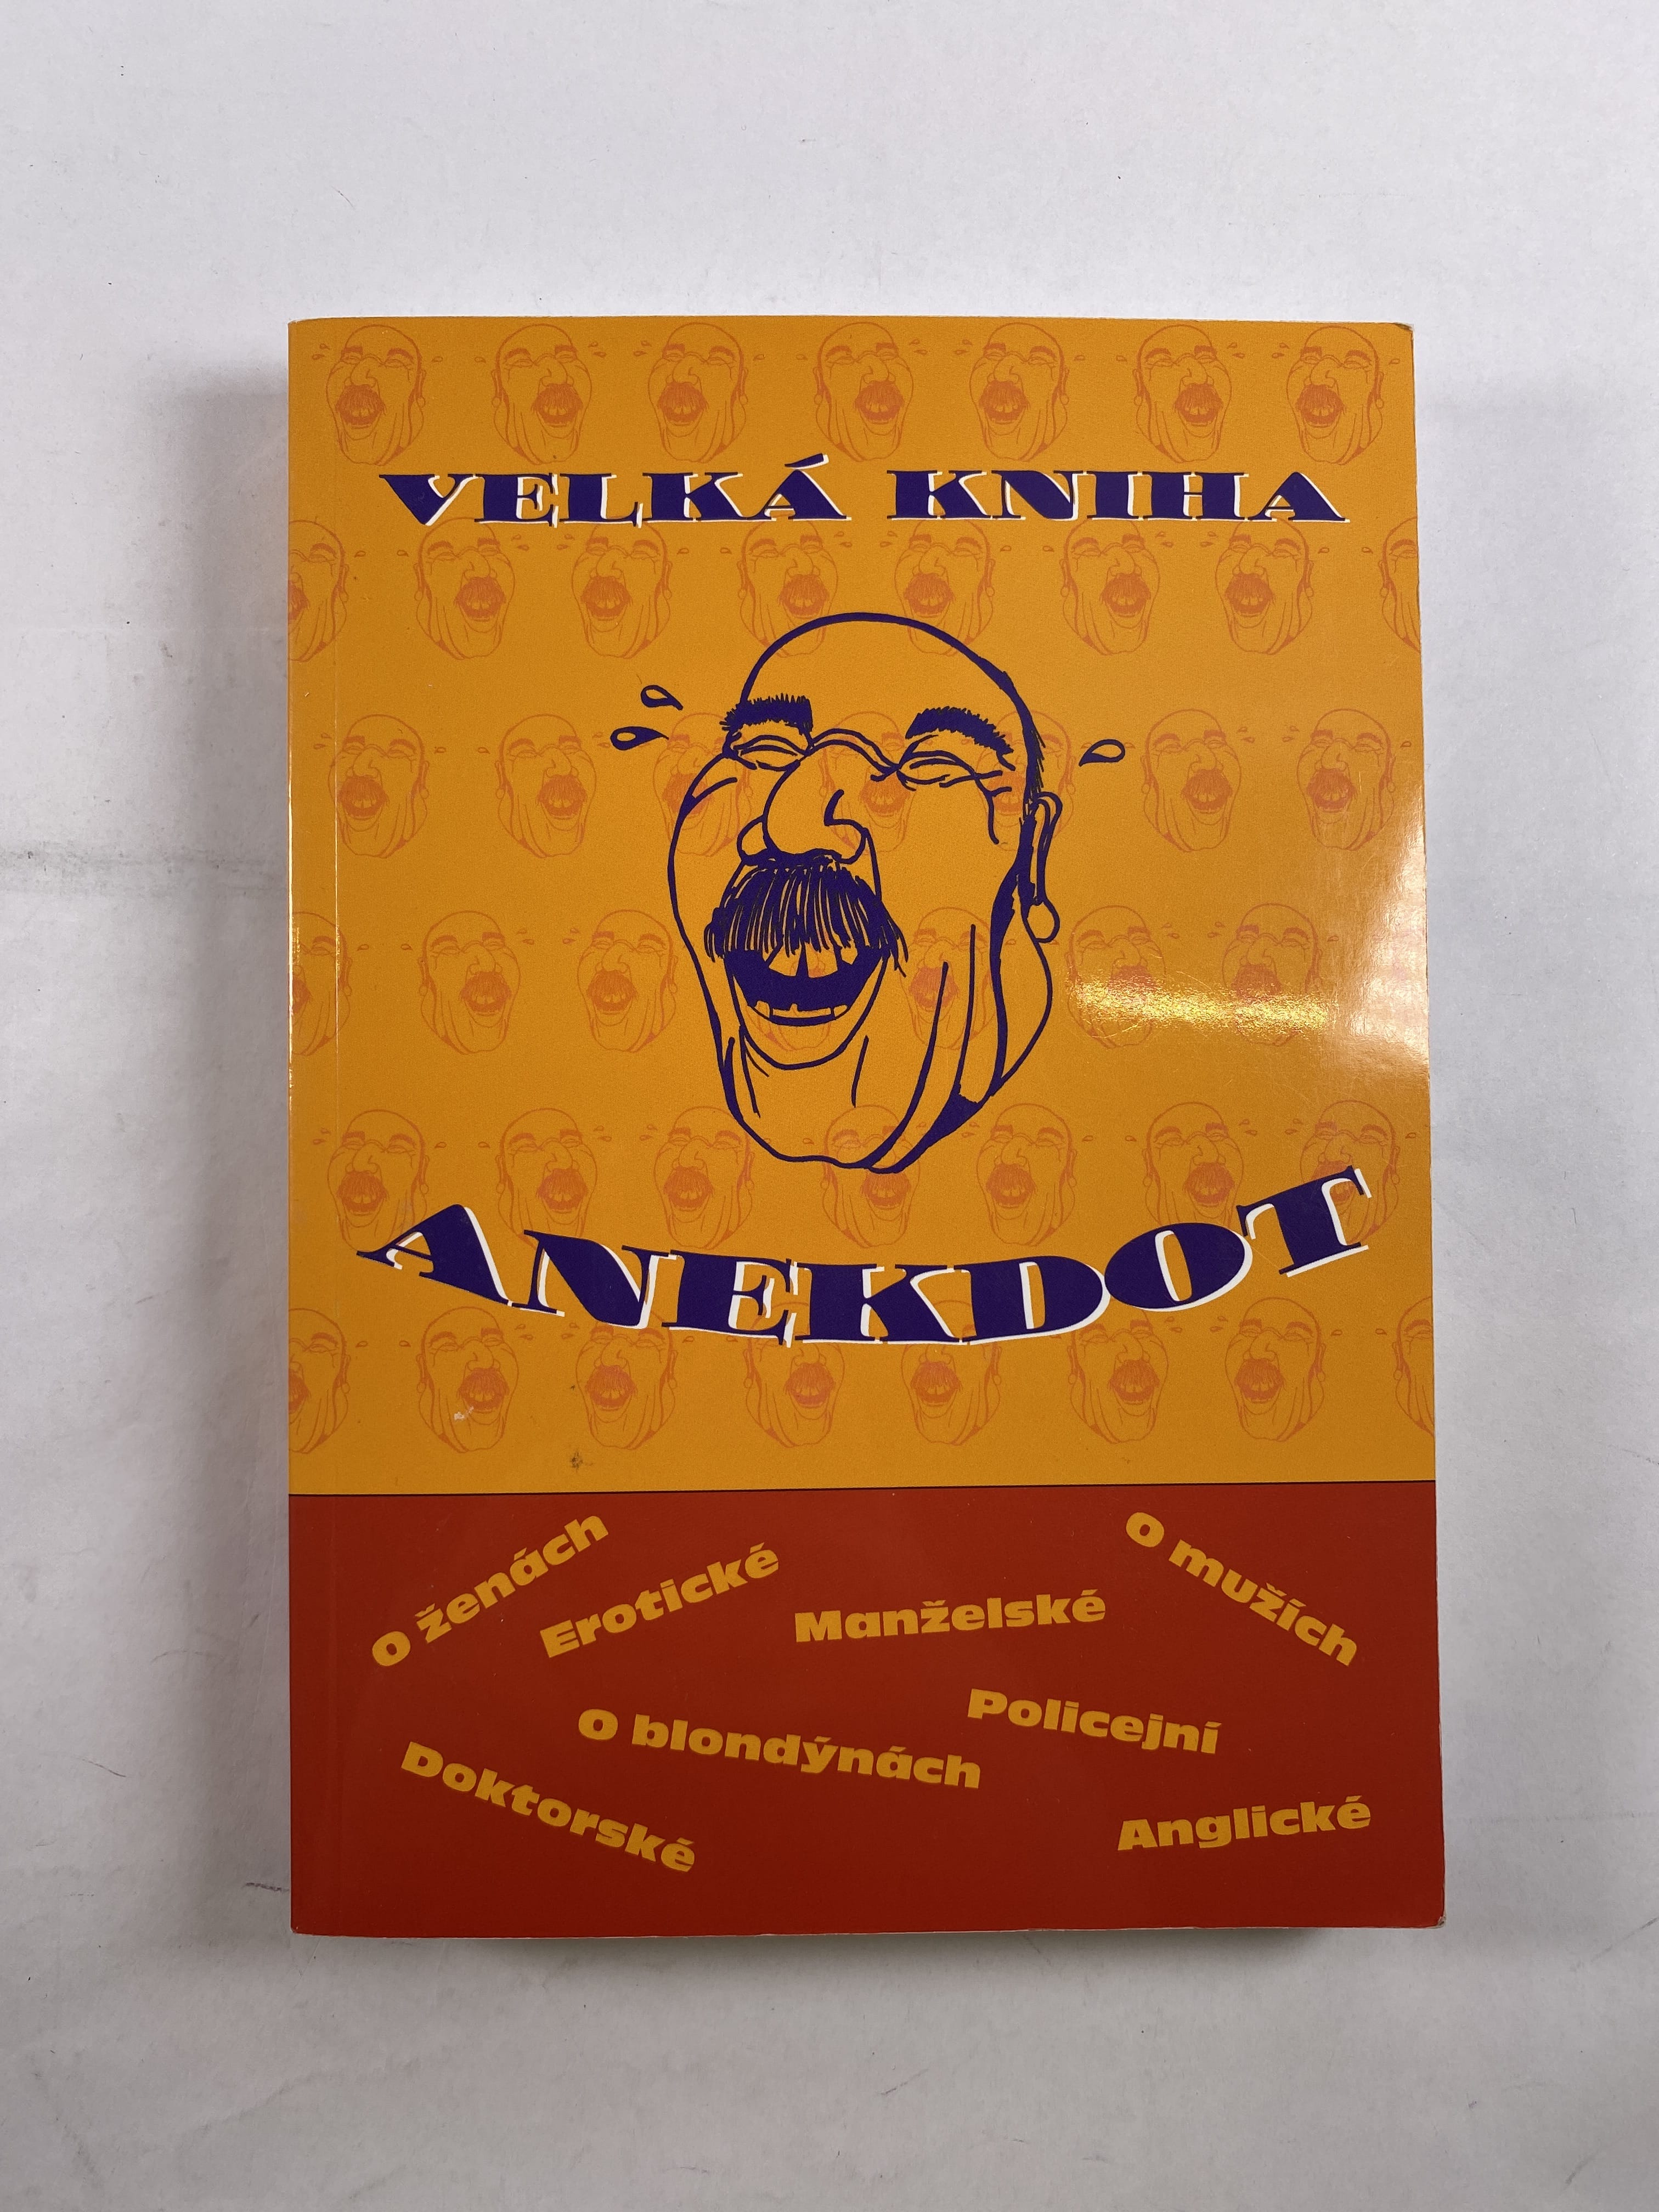 VELKÁ KNIHA
ANEKDOT
O ženách
Erotické
Manželské
O mužích
O blondýnách
Policejní
Doktorské
Anglické